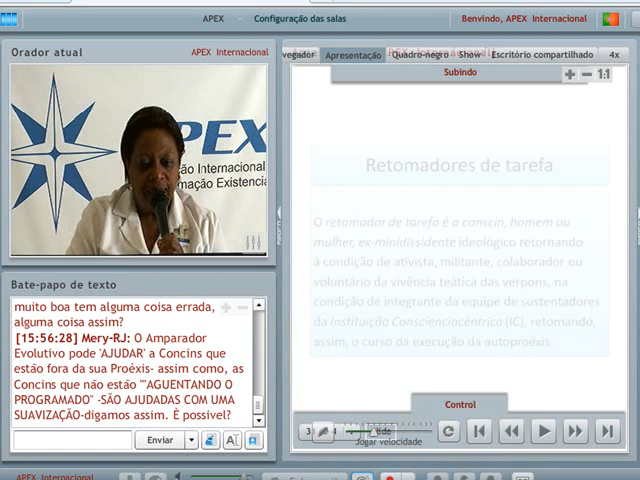 APEX — Configuração das salas
Benvindo, APEX Internacional
Orador atual
APEX Internacional
vegador
Apresentação
Quadro-negro
Show
Escritório compartilhado
4x
Subindo
1:1
PEX
ão Internacional
mação Existencia
Retomadores de tarefa
O retomador de tarefa é a conscin, homem ou
mulher, ex-minidissidente ideológico retomando
à condição de ativista, militante, colaborador ou
voluntário da vivência teática das verpons, na
condição de integrante da equipe de sustentadores
da Instituição Conscienciocêntrica (IC), retomando,
assim, o curso da execução da autoproéxis.
Bate-papo de texto
muito boa tem alguma coisa errada,
alguma coisa assim?
[15:56:28] Mery-RJ: O Amparador
Evolutivo pode 'AJUDAR' a Concins que
estão fora da sua Proéxis- assim como, as
Concins que não estão '"AGUENTANDO O
PROGRAMADO" -SÃO AJUDADAS COM UMA
SUAVIZAÇÃO-digamos assim. È possivel?
Enviar
Control
Jogar velocidade
APEX Internacional